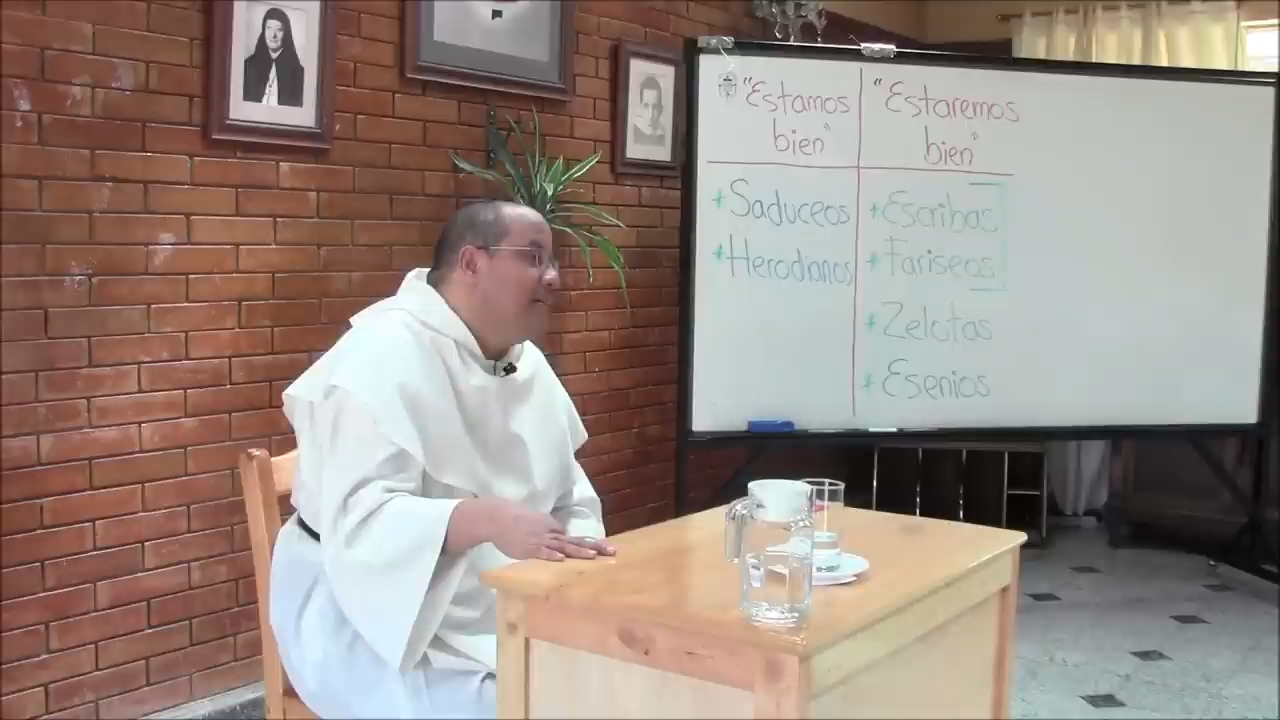 "Estamos bien"
"Estaremos bien"
+ Saduceos
+ Herodianos
+ Escribas
+ Fariseos
+ Zelotas
+ Esenios